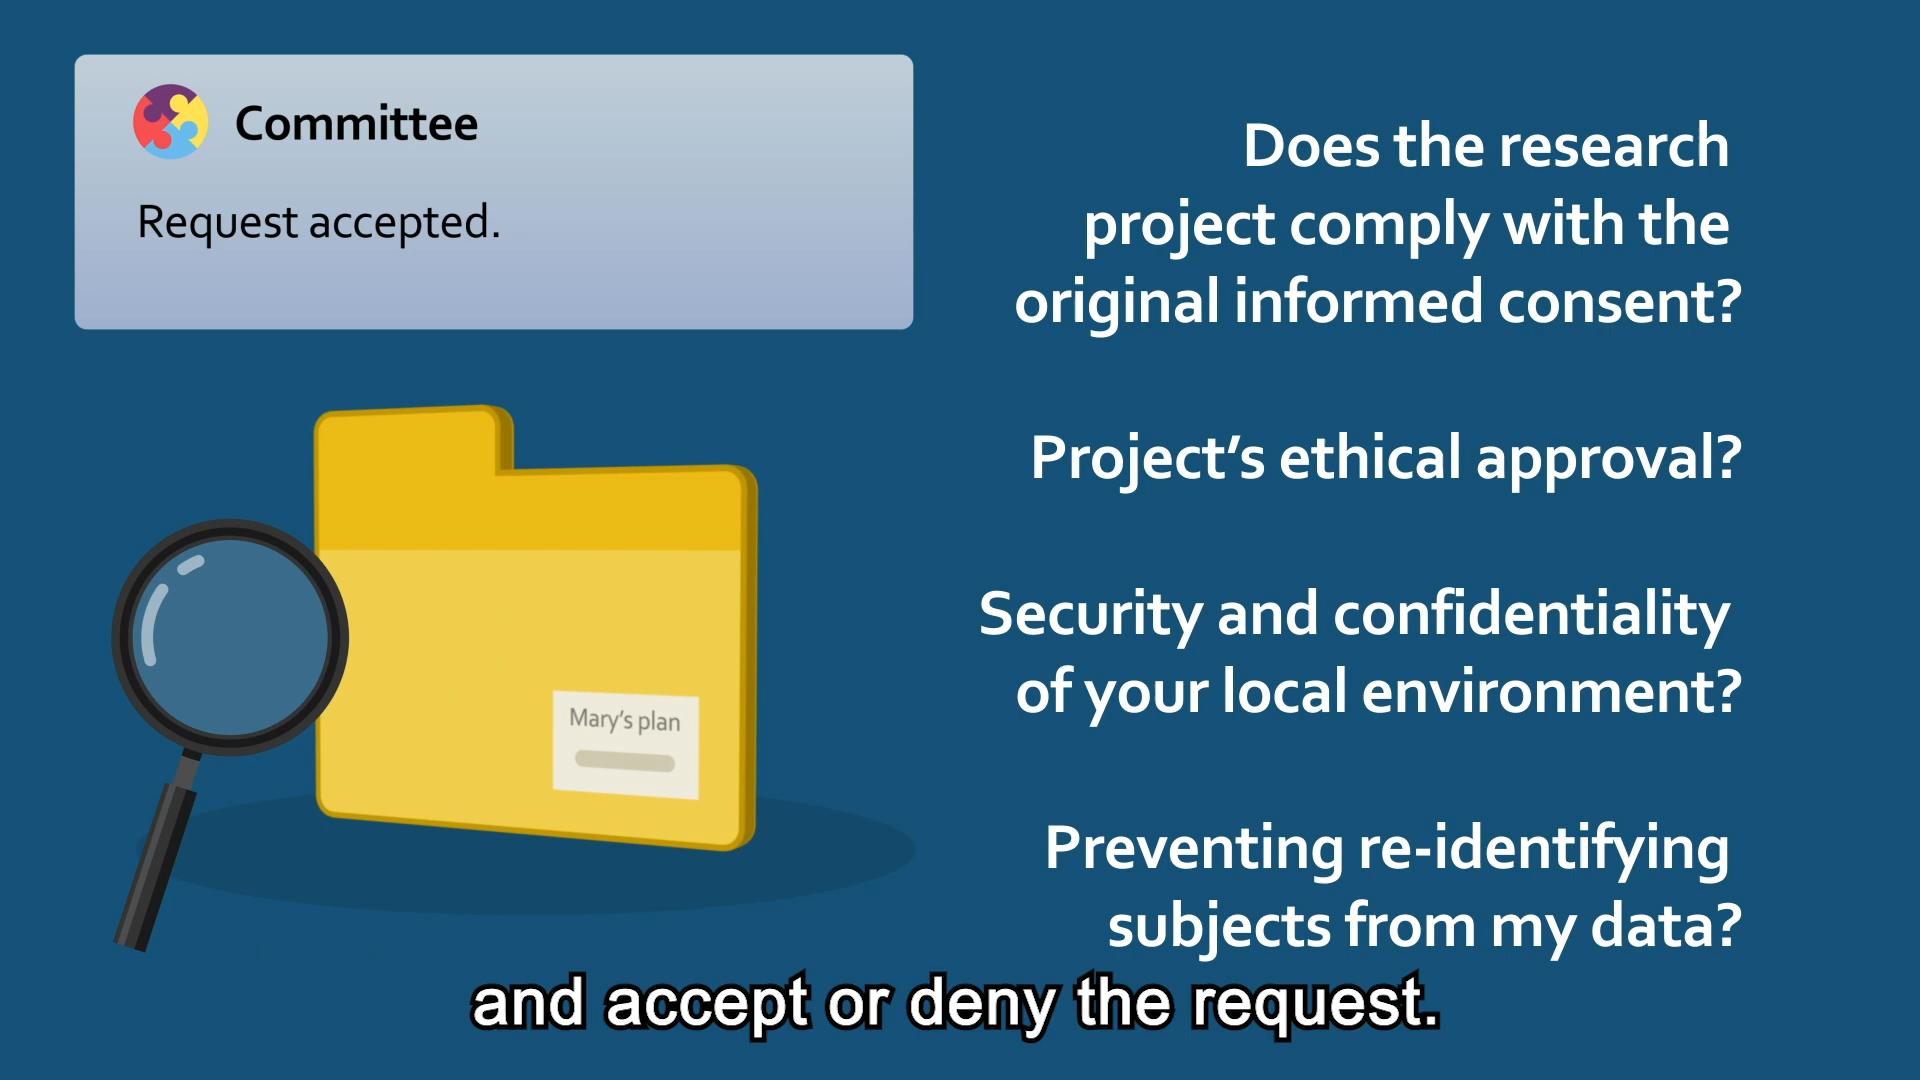 Committee
Request accepted.
Does the research
project comply with the
original informed consent?
Project’s ethical approval?
Security and confidentiality
of your local environment?
Preventing re-identifying
subjects from my data?
Mary’s plan
and accept or deny the request.